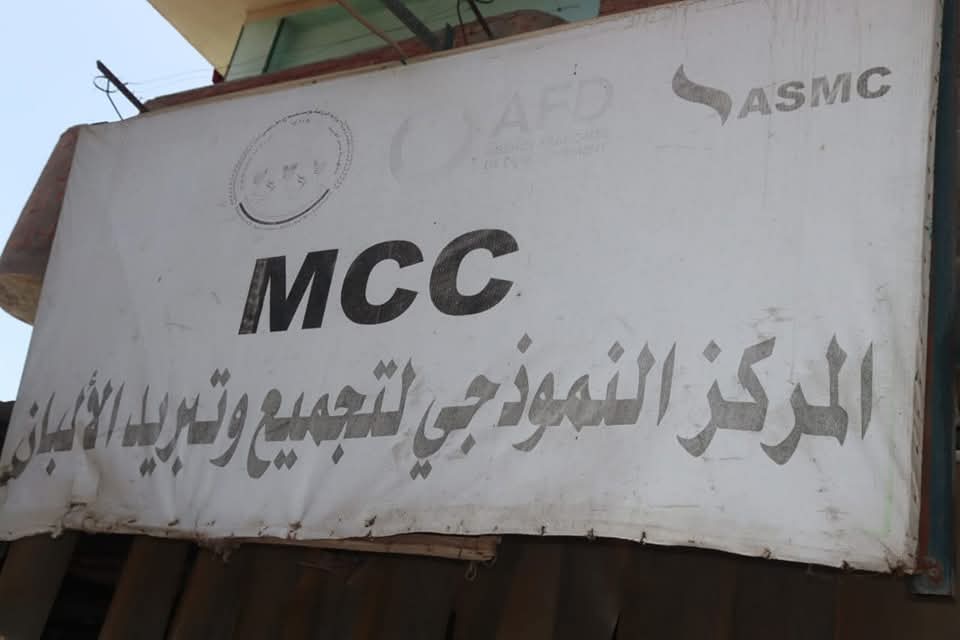 AFD
ASMC
MCC
المركز النموذجي لتجميع وتبريد الألبان